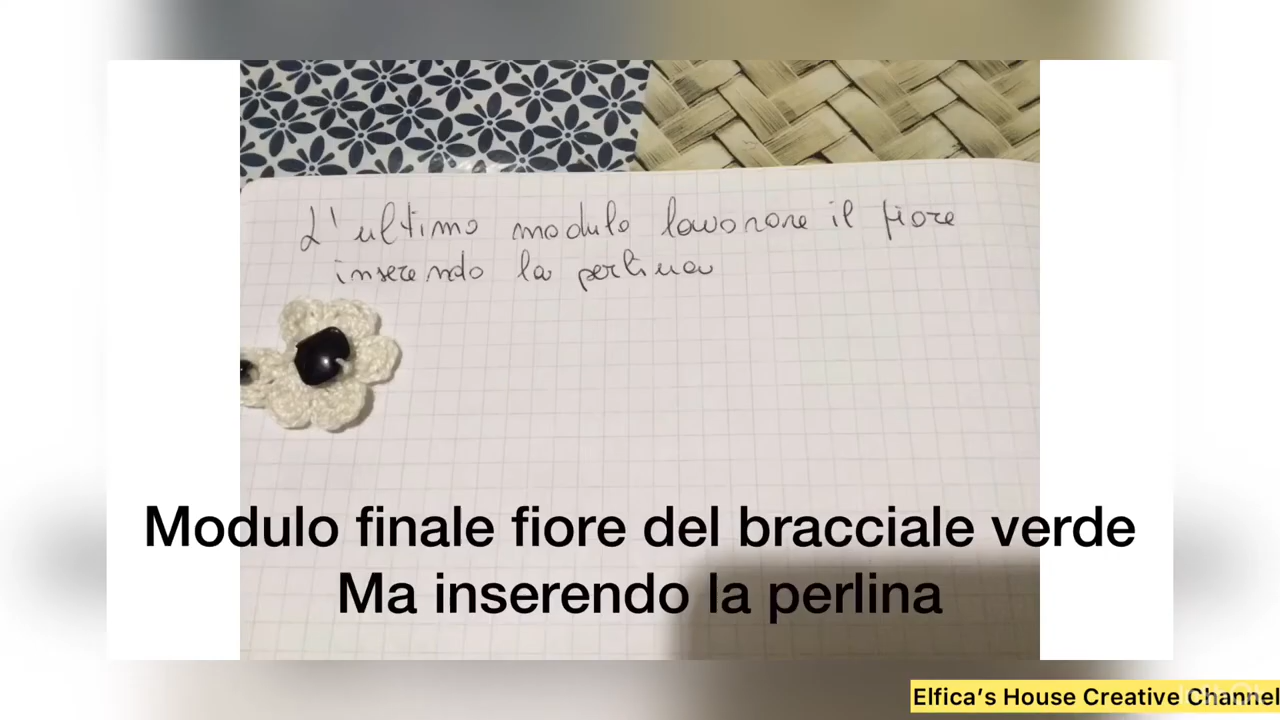 L'ultimo modulo lavorare il fiore
inserendo la perlina
Modulo finale fiore del bracciale verde
Ma inserendo la perlina
Elfica's House Creative Channel